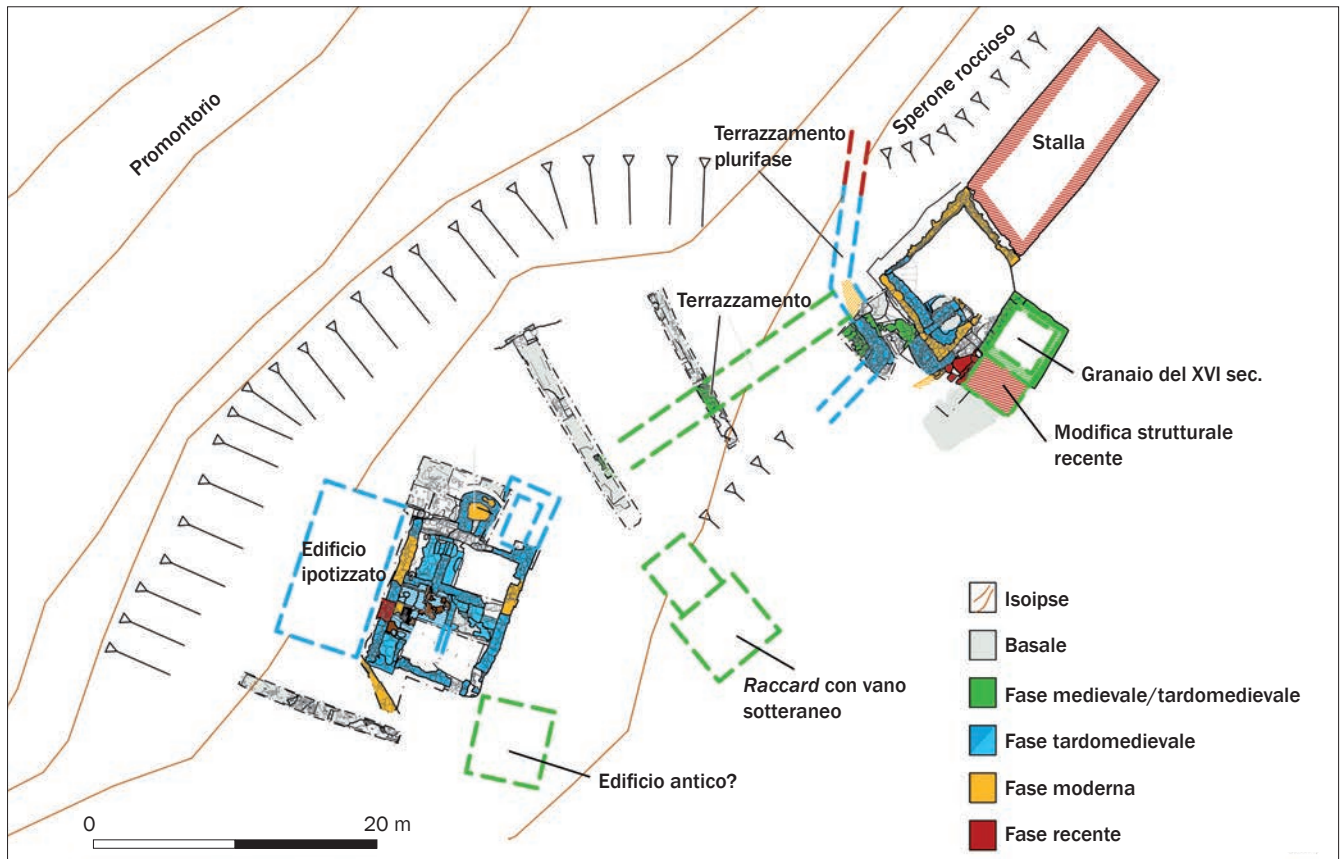 Promontorio
Sperone roccioso
Terrazzamento
plurifase
Stalla
Terrazzamento
Granaio del XVI sec.
Modifica strutturale
recente
Edificio
ipotizzato
Raccard con vano
sotteraneo
Edificio antico?
Isoipse
Basale
Fase medievale/tardomedievale
Fase tardomedievale
Fase moderna
Fase recente
0 20 m